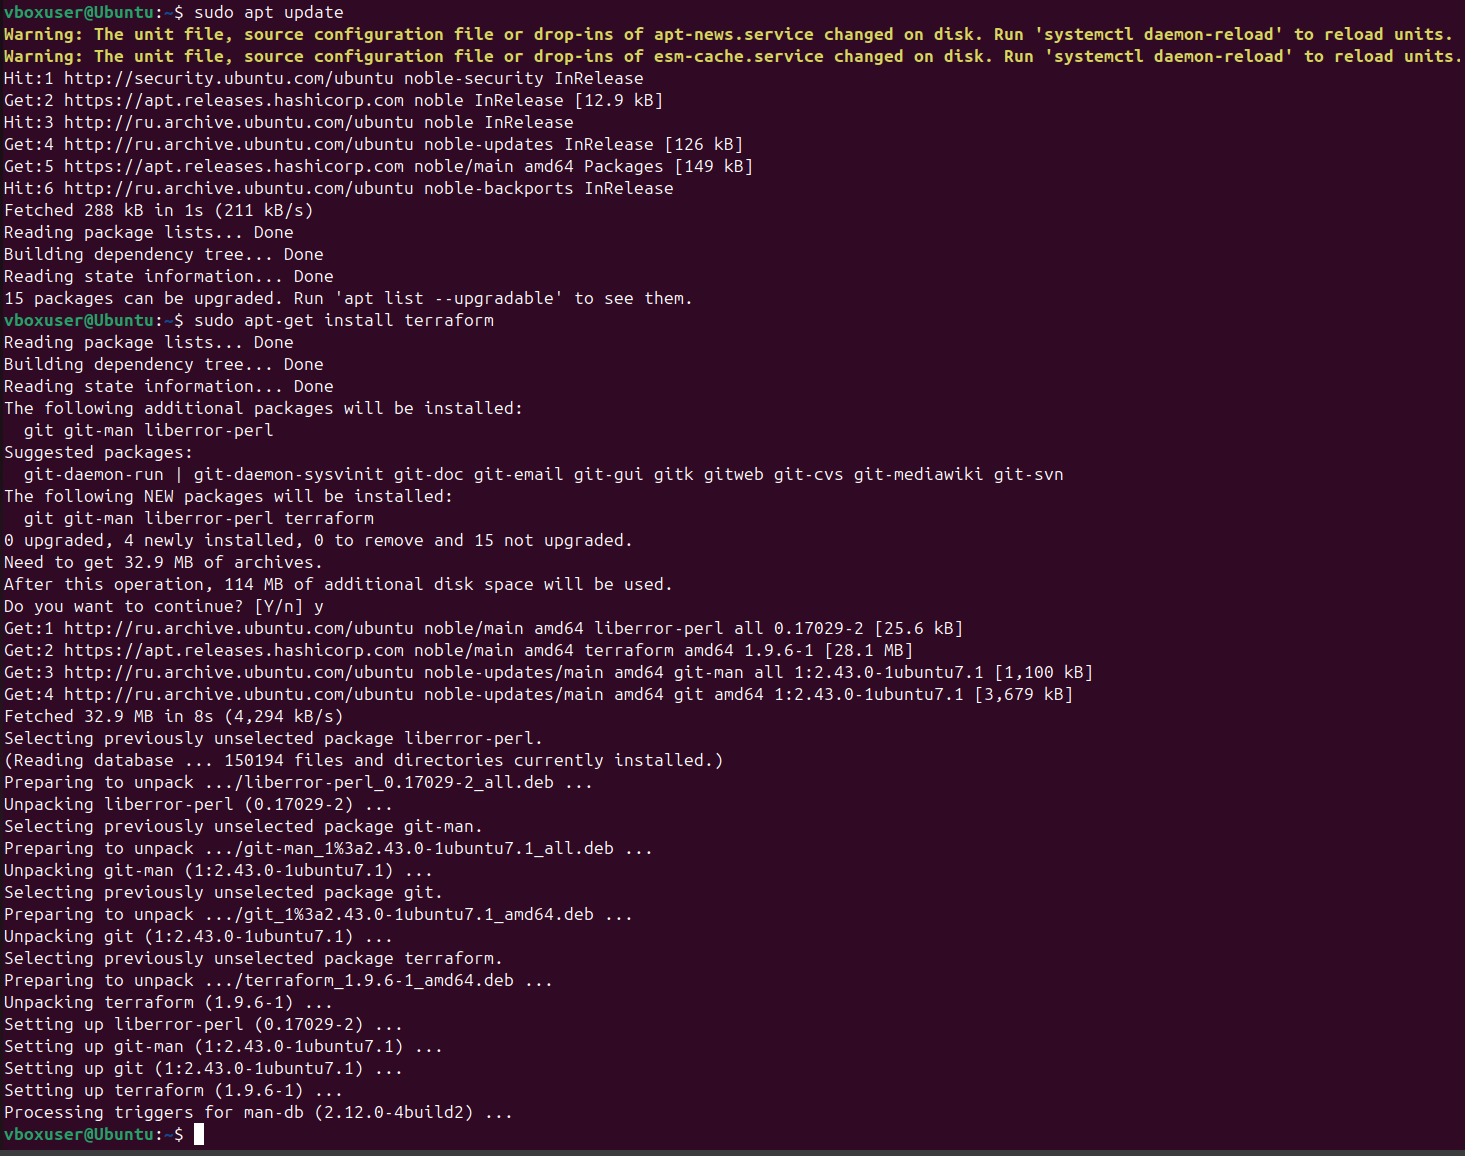 vboxuser@Ubuntu:~$ sudo apt update
Warning: The unit file, source configuration file or drop-ins of apt-news.service changed on disk. Run 'systemctl daemon-reload' to reload units.
Warning: The unit file, source configuration file or drop-ins of esm-cache.service changed on disk. Run 'systemctl daemon-reload' to reload units.
Hit:1 http://security.ubuntu.com/ubuntu noble-security InRelease
Get:2 https://apt.releases.hashicorp.com noble InRelease [12.9 kB]
Hit:3 http://ru.archive.ubuntu.com/ubuntu noble InRelease
Get:4 http://ru.archive.ubuntu.com/ubuntu noble-updates InRelease [126 kB]
Get:5 https://apt.releases.hashicorp.com noble/main amd64 Packages [149 kB]
Hit:6 http://ru.archive.ubuntu.com/ubuntu noble-backports InRelease
Fetched 288 kB in 1s (211 kB/s)
Reading package lists... Done
Building dependency tree... Done
Reading state information... Done
15 packages can be upgraded. Run 'apt list --upgradable' to see them.
vboxuser@Ubuntu:~$ sudo apt-get install terraform
Reading package lists... Done
Building dependency tree... Done
Reading state information... Done
The following additional packages will be installed:
  git git-man liberror-perl
Suggested packages:
  git-daemon-run | git-daemon-sysvinit git-doc git-email git-gui gitk gitweb git-cvs git-mediawiki git-svn
The following NEW packages will be installed:
  git git-man liberror-perl terraform
0 upgraded, 4 newly installed, 0 to remove and 15 not upgraded.
Need to get 32.9 MB of archives.
After this operation, 114 MB of additional disk space will be used.
Do you want to continue? [Y/n] y
Get:1 http://ru.archive.ubuntu.com/ubuntu noble/main amd64 liberror-perl all 0.17029-2 [25.6 kB]
Get:2 https://apt.releases.hashicorp.com noble/main amd64 terraform amd64 1.9.6-1 [28.1 MB]
Get:3 http://ru.archive.ubuntu.com/ubuntu noble-updates/main amd64 git-man all 1:2.43.0-1ubuntu7.1 [1,100 kB]
Get:4 http://ru.archive.ubuntu.com/ubuntu noble-updates/main amd64 git amd64 1:2.43.0-1ubuntu7.1 [3,679 kB]
Fetched 32.9 MB in 8s (4,294 kB/s)
Selecting previously unselected package liberror-perl.
(Reading database ... 150194 files and directories currently installed.)
Preparing to unpack .../liberror-perl_0.17029-2_all.deb ...
Unpacking liberror-perl (0.17029-2) ...
Selecting previously unselected package git-man.
Preparing to unpack .../git-man_1%3a2.43.0-1ubuntu7.1_all.deb ...
Unpacking git-man (1:2.43.0-1ubuntu7.1) ...
Selecting previously unselected package git.
Preparing to unpack .../git_1%3a2.43.0-1ubuntu7.1_amd64.deb ...
Unpacking git (1:2.43.0-1ubuntu7.1) ...
Selecting previously unselected package terraform.
Preparing to unpack .../terraform_1.9.6-1_amd64.deb ...
Unpacking terraform (1.9.6-1) ...
Setting up liberror-perl (0.17029-2) ...
Setting up git-man (1:2.43.0-1ubuntu7.1) ...
Setting up git (1:2.43.0-1ubuntu7.1) ...
Setting up terraform (1.9.6-1) ...
Processing triggers for man-db (2.12.0-4build2) ...
vboxuser@Ubuntu:~$